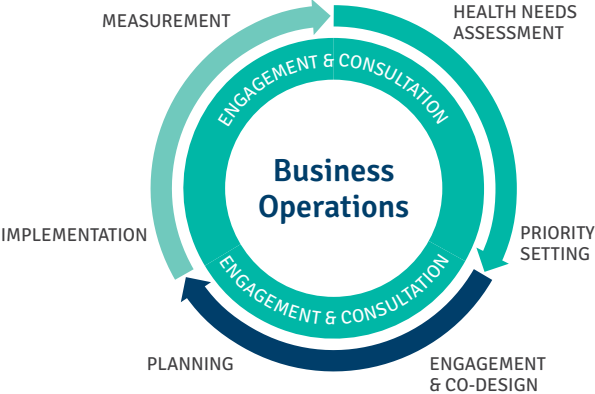 MEASUREMENT
HEALTH NEEDS
ASSESSMENT
ENGAGEMENT & CONSULTATION
Business
Operations
IMPLEMENTATION
PRIORITY
SETTING
ENGAGEMENT & CONSULTATION
PLANNING
ENGAGEMENT
& CO-DESIGN